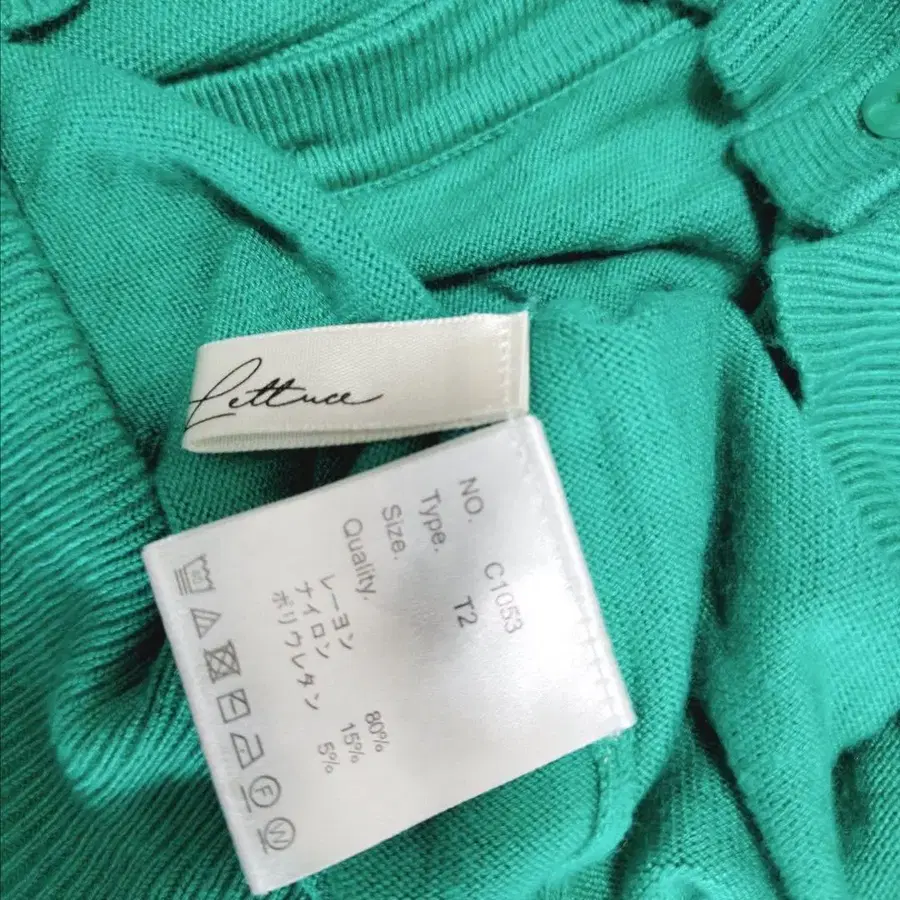 Lettuce
NO. C1053
Type. T2
Size.
Quality.
レーヨン 80%
ナイロン 15%
ポリウレタン 5%
F
W